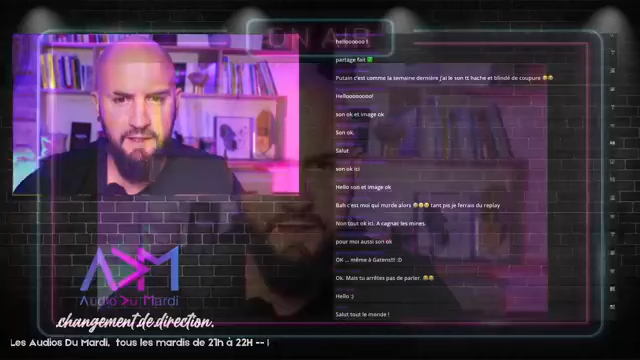 ON AIR
helloooooo !
partage fait ✅
Putain c'est comme la semaine dernière j'ai le son tt hache et blindé de coupure 😂😂
Helloooooooo!
son ok et image ok
Son ok.
Salut
son ok ici
Hello son et image ok
Bah c'est moi qui merde alors 😂😂😂 tant pis je ferrais du replay
Non tout ok ici. A cagnac les mines.
pour moi aussi son ok
OK ... même à Gatens!!! :D
Ok. Mais tu arrêtes pas de parler. 😂😂
Hello :)
Salut tout le monde !
ADM
Audio Du Mardi
.changement.de.direction.
Les Audios Du Mardi, tous les mardis de 21h à 22H -- !